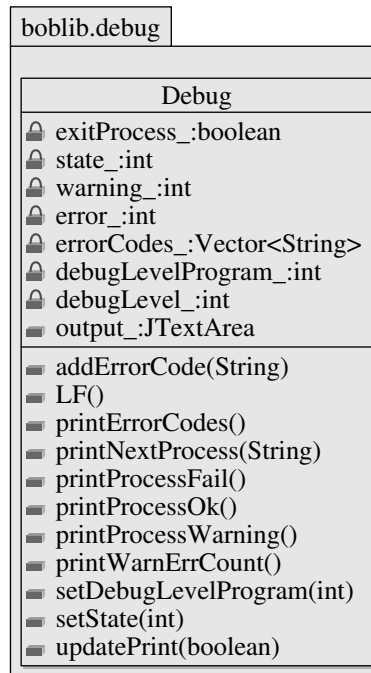 boblib.debug
Debug
exitProcess_:boolean
state_:int
warning_:int
error_:int
errorCodes_:Vector<String>
debugLevelProgram_:int
debugLevel_:int
output_:JTextArea
addErrorCode(String)
LF()
printErrorCodes()
printNextProcess(String)
printProcessFail()
printProcessOk()
printProcessWarning()
printWarnErrCount()
setDebugLevelProgram(int)
setState(int)
updatePrint(boolean)